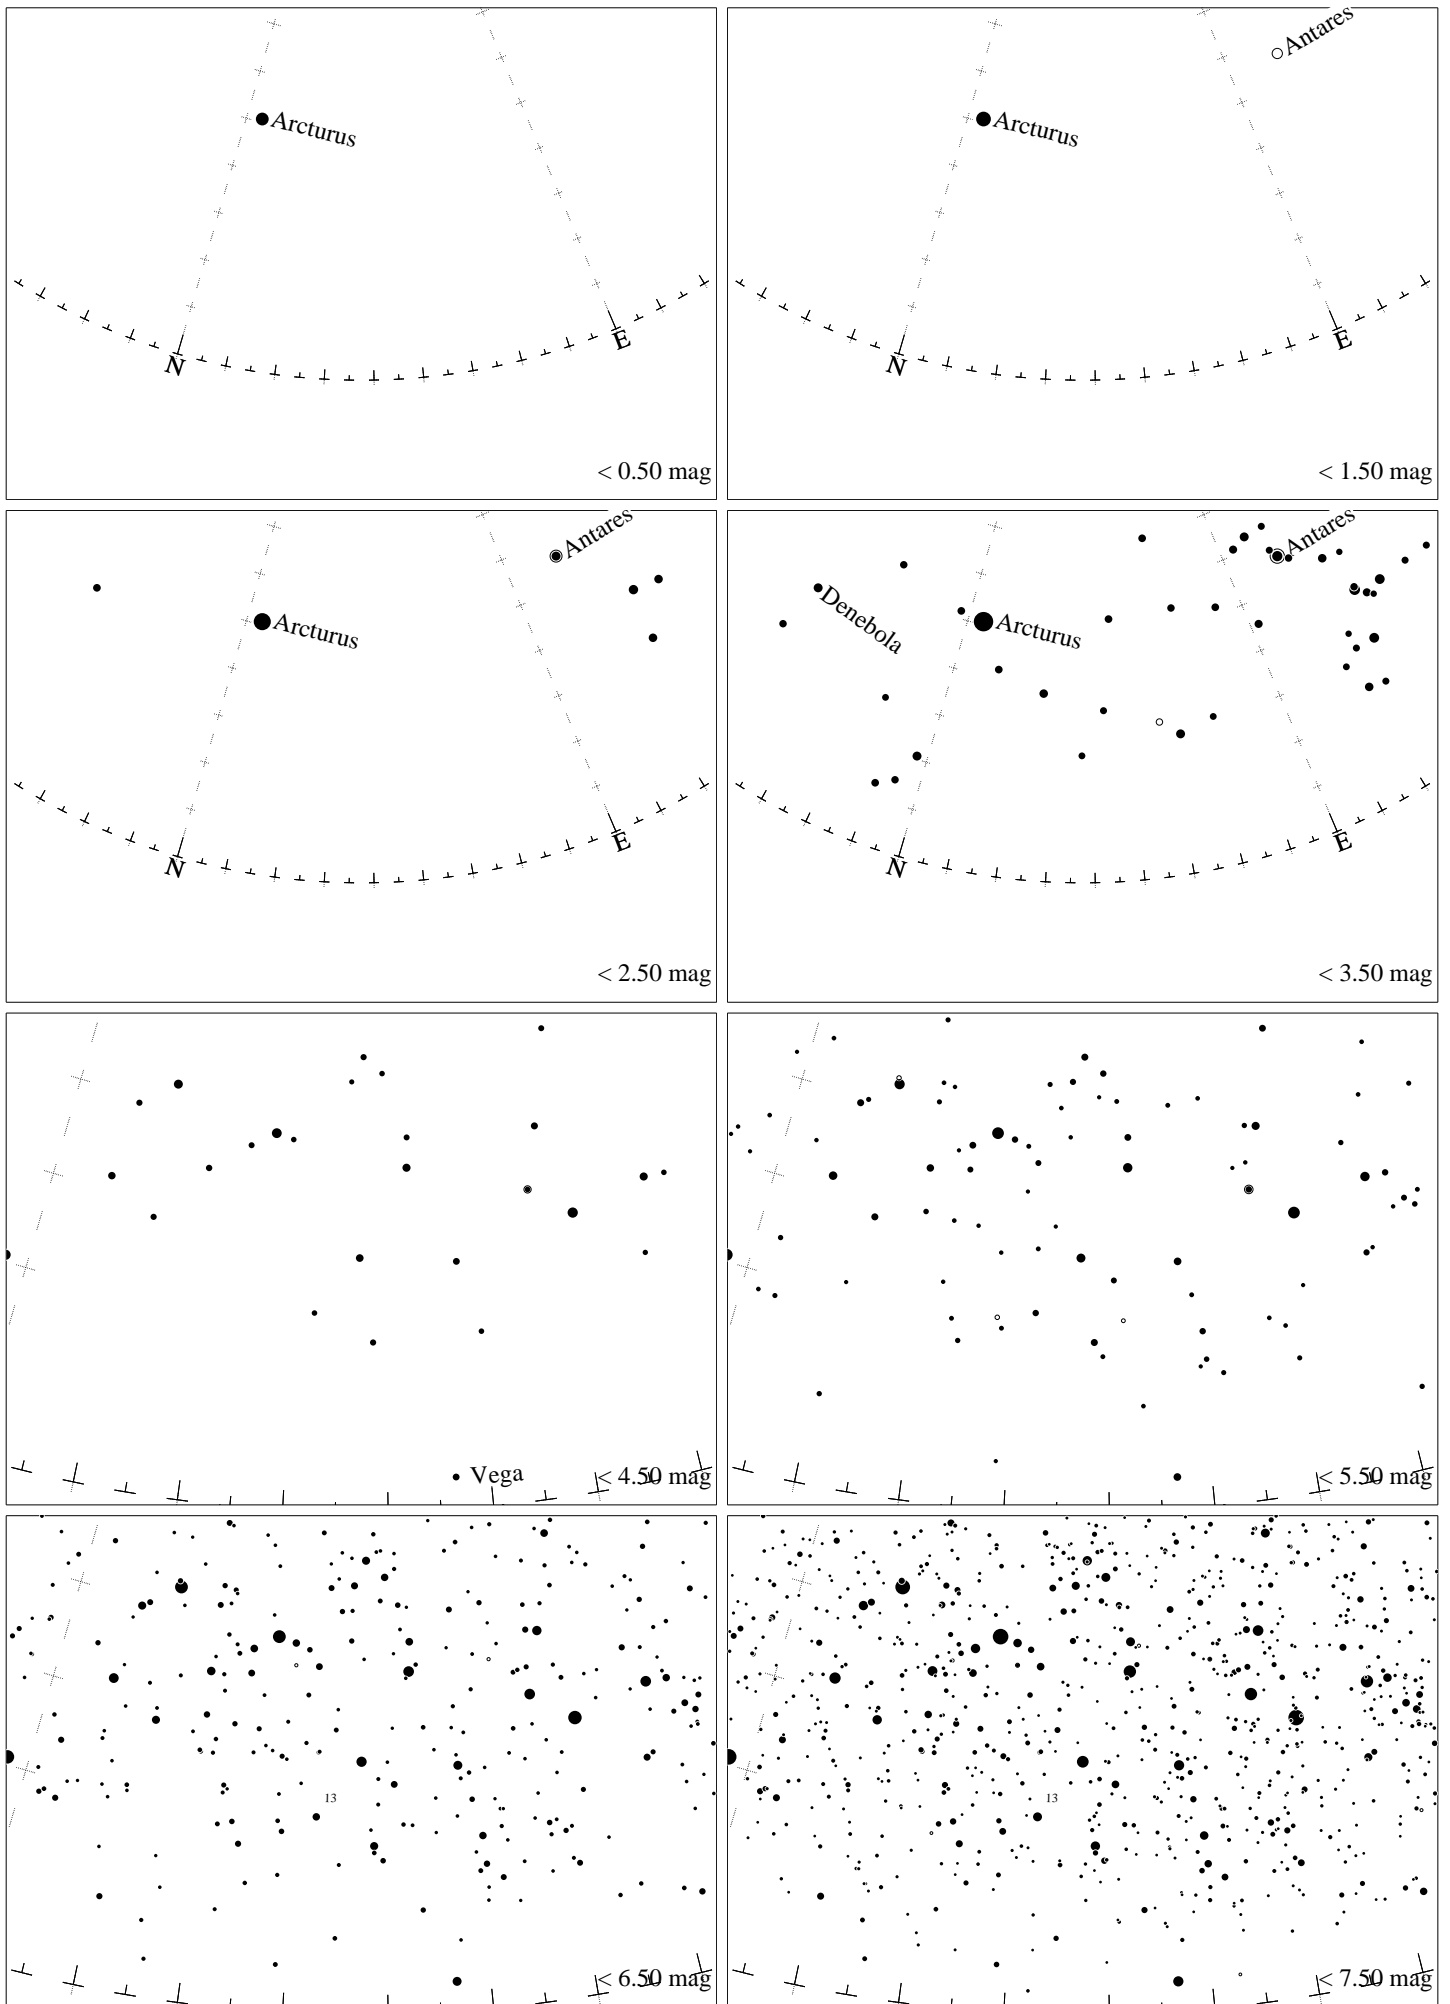 Arcturus
N
E
< 0.50 mag
Antares
Arcturus
N
E
< 1.50 mag
Antares
Arcturus
N
E
< 2.50 mag
Antares
Denebola
Arcturus
N
E
< 3.50 mag
Vega
< 4.50 mag
< 5.50 mag
13
< 6.50 mag
13
< 7.50 mag